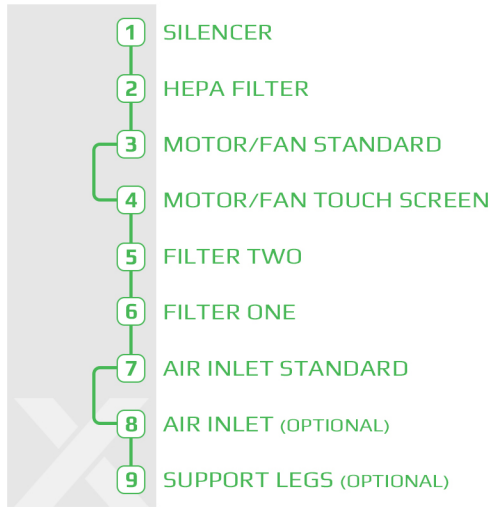 1 SILENCER
2 HEPA FILTER
3 MOTOR/FAN STANDARD
4 MOTOR/FAN TOUCH SCREEN
5 FILTER TWO
6 FILTER ONE
7 AIR INLET STANDARD
8 AIR INLET (OPTIONAL)
9 SUPPORT LEGS (OPTIONAL)